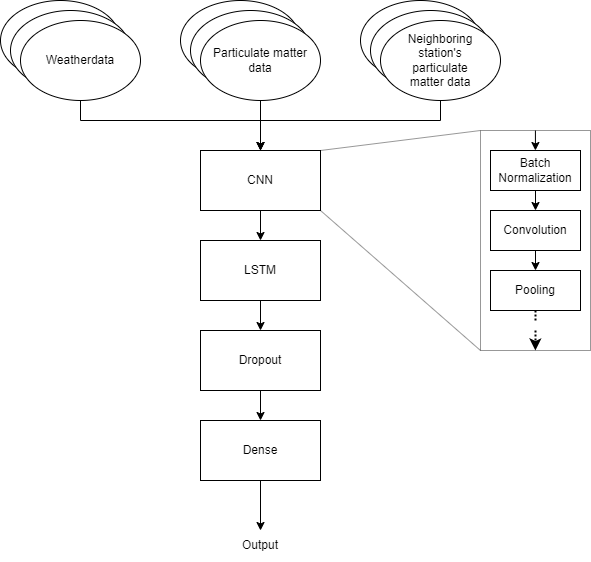 Weatherdata
Particulate matter
data
Neighboring
station's
particulate
matter data
CNN
Batch
Normalization
Convolution
Pooling
LSTM
Dropout
Dense
Output